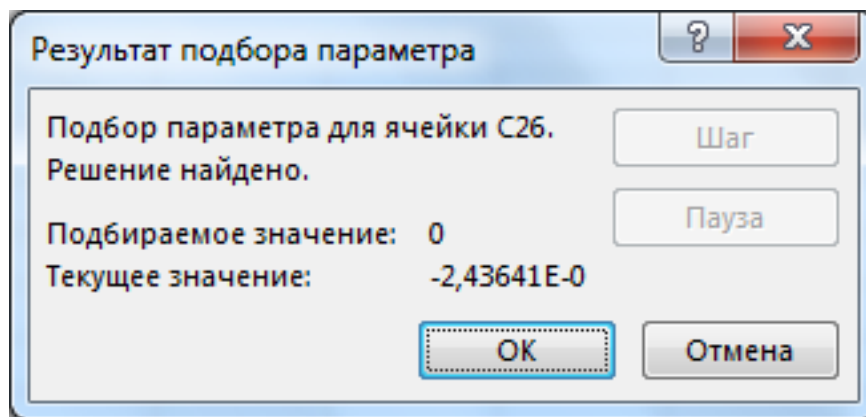 Результат подбора параметра
?
Подбор параметра для ячейки C26.
Решение найдено.
Шаг
Подбираемое значение: 0
Пауза
Текущее значение: -2,43641E-0
ОК
Отмена